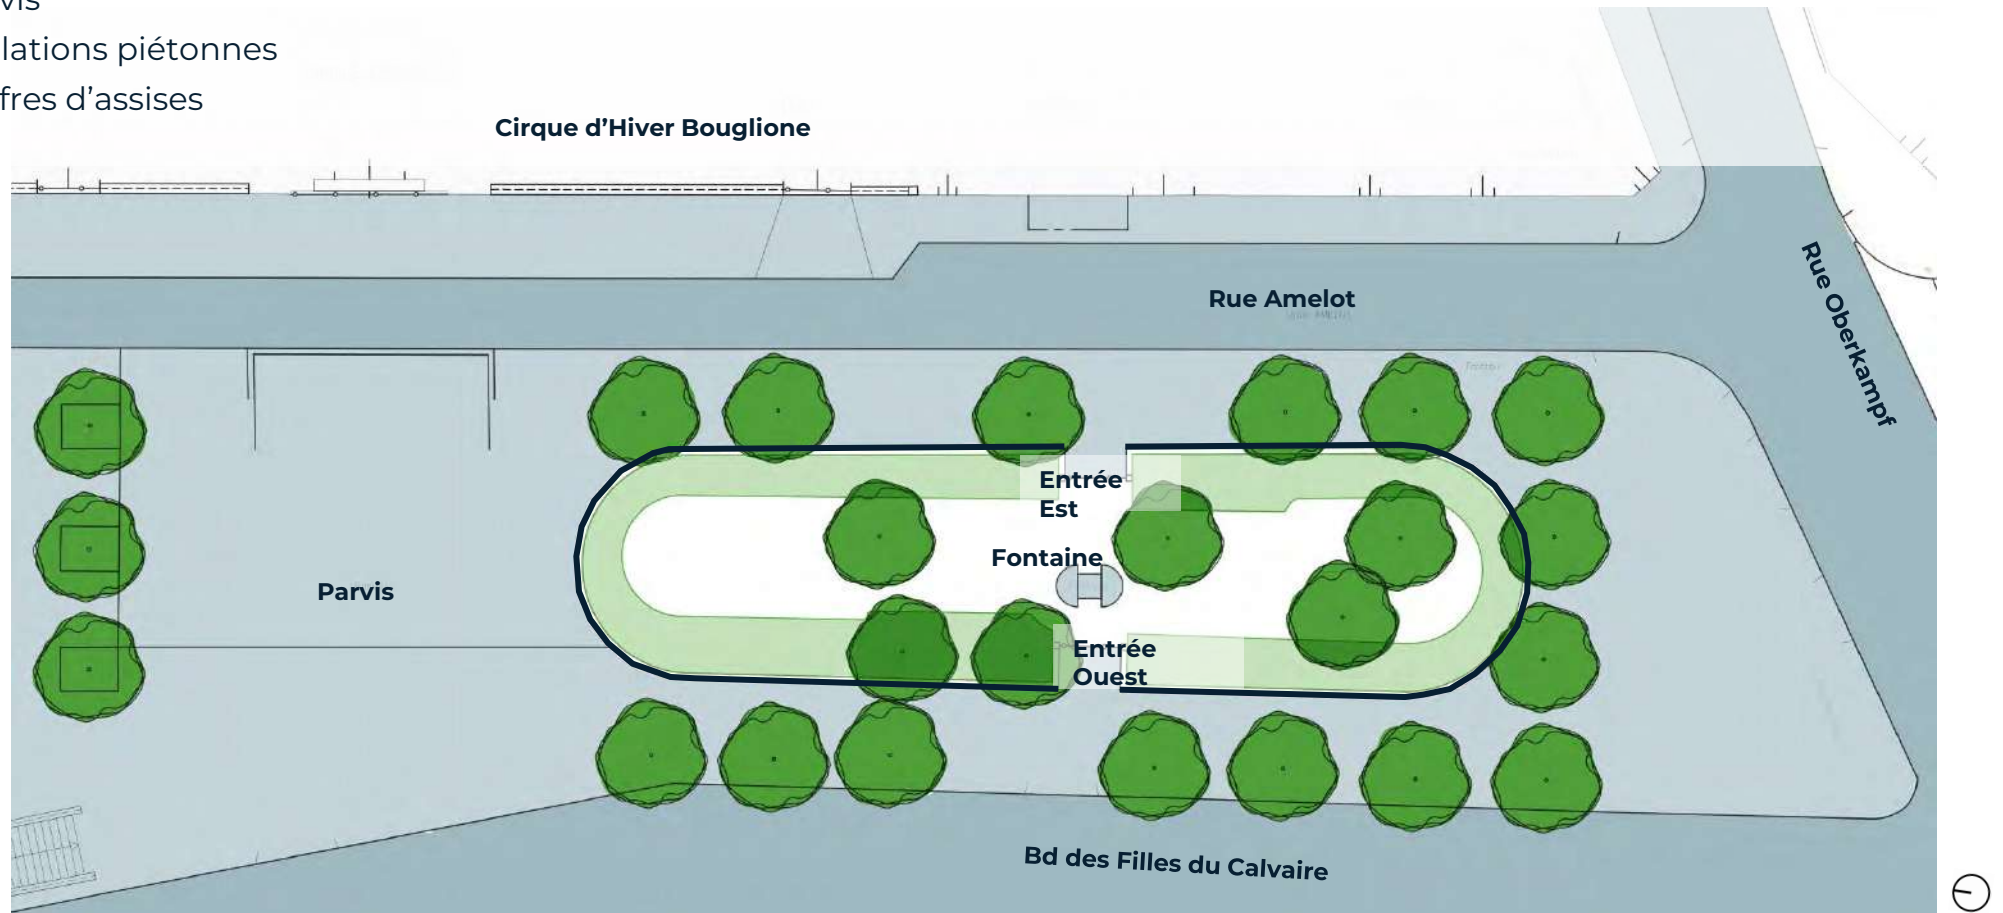 vis
lations piétonnes
fres d’assises
Cirque d’Hiver Bouglione
Rue Amelot
Rue Oberkampf
Entrée
Est
Fontaine
Parvis
Entrée
Ouest
Bd des Filles du Calvaire